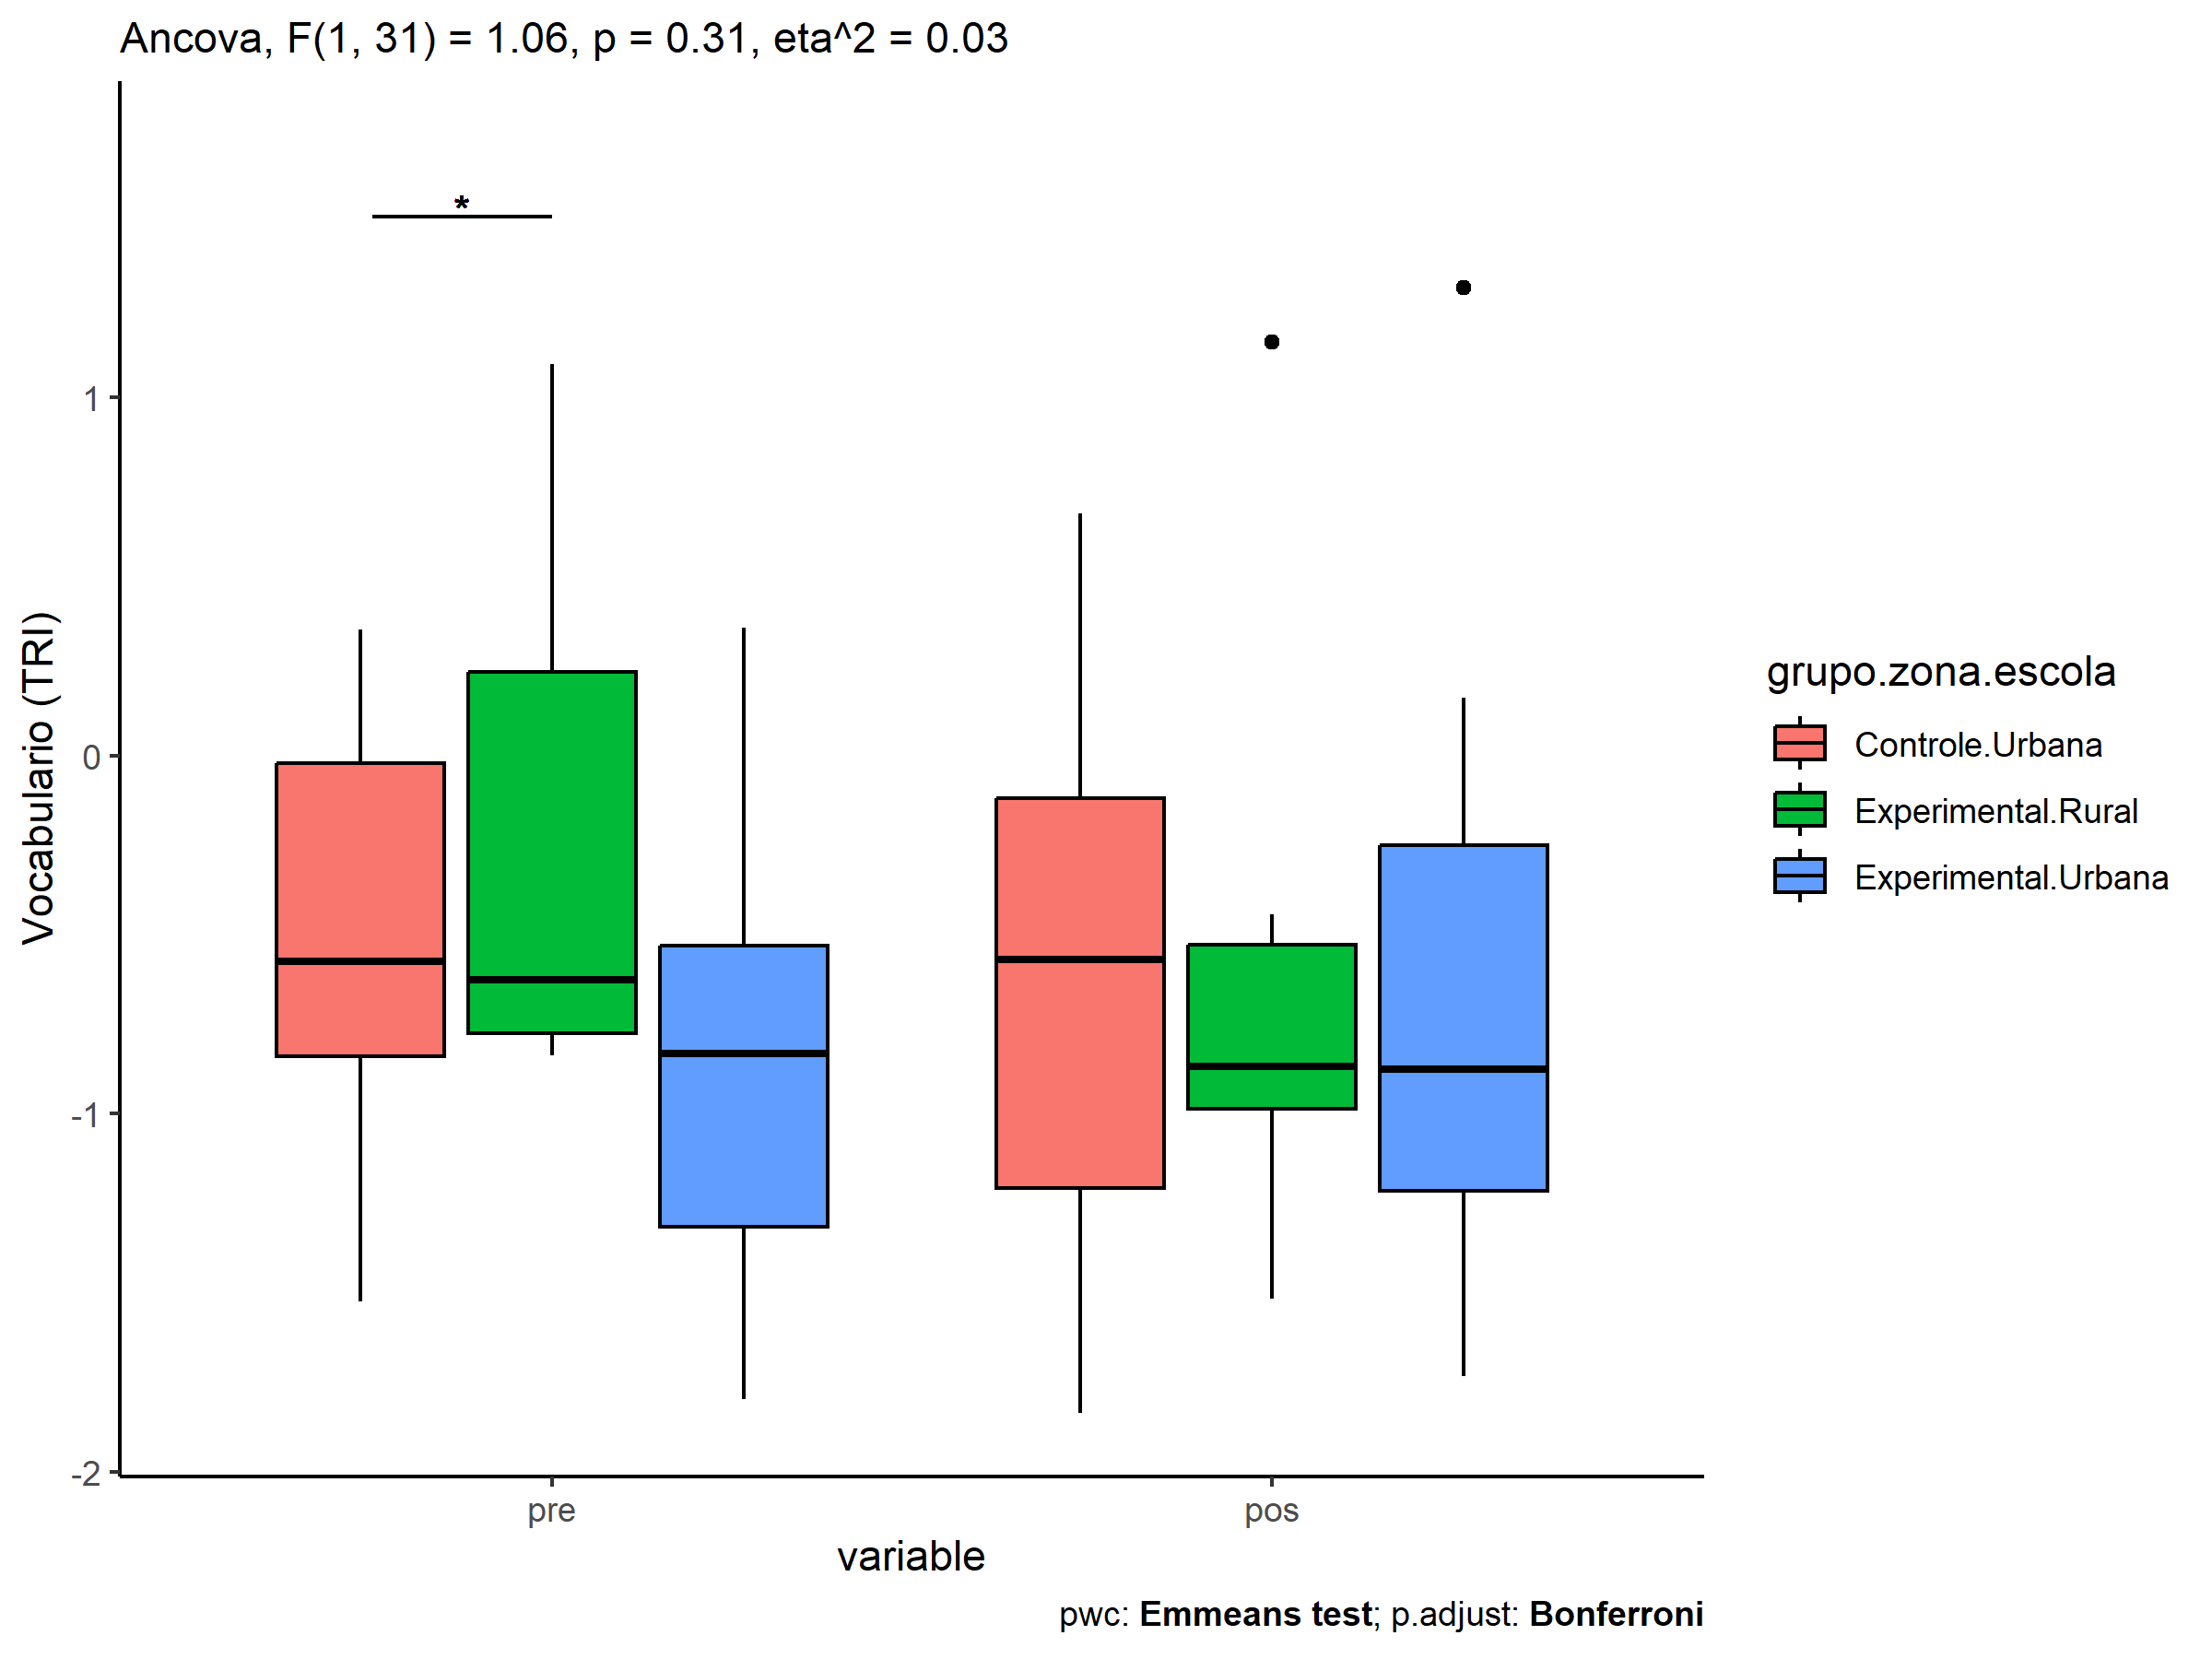 Ancova, F(1, 31) = 1.06, p = 0.31, eta^2 = 0.03
*
1
0
-1
-2
Vocabulario (TRI)
pre
pos
variable
grupo.zona.escola
Controle.Urbana
Experimental.Rural
Experimental.Urbana
pwc: Emmeans test; p.adjust: Bonferroni